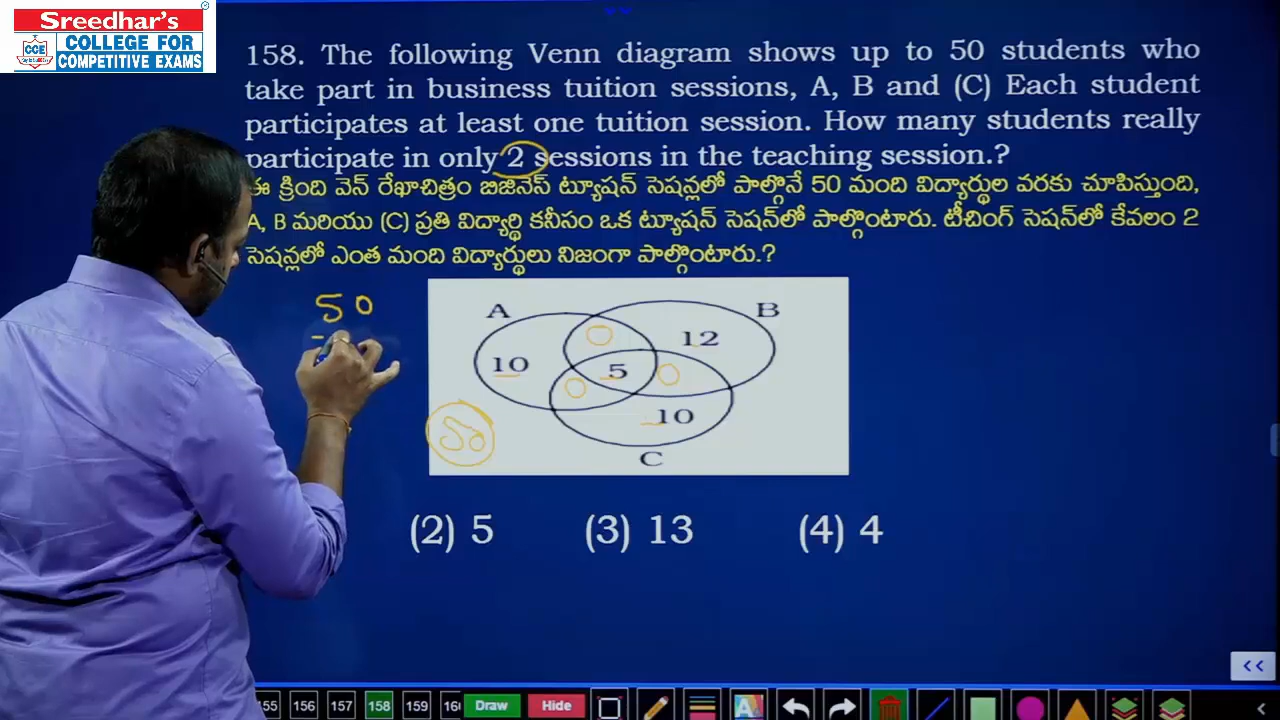 Sreedhar's
CCE
COLLEGE FOR
COMPETITIVE EXAMS
158. The following Venn diagram shows up to 50 students who
take part in business tuition sessions, A, B and (C) Each student
participates at least one tuition session. How many students really
participate in only 2 sessions in the teaching session.?
ఈ క్రింది వెన్ రేఖాచిత్రం బిజినెస్ ట్యూషన్ సెషన్లలో పాల్గొనే 50 మంది విద్యార్థుల వరకు చూపిస్తుంది,
A, B మరియు (C) ప్రతి విద్యార్థి కనీసం ఒక ట్యూషన్ సెషన్‌లో పాల్గొంటారు. టీచింగ్ సెషన్‌లో కేవలం 2
సెషన్లలో ఎంత మంది విద్యార్థులు నిజంగా పాల్గొంటారు.?
50
A B
12
10 5
10
50
C
(2) 5 (3) 13 (4) 4
<<
155 156 157 158 159 16 Draw Hide